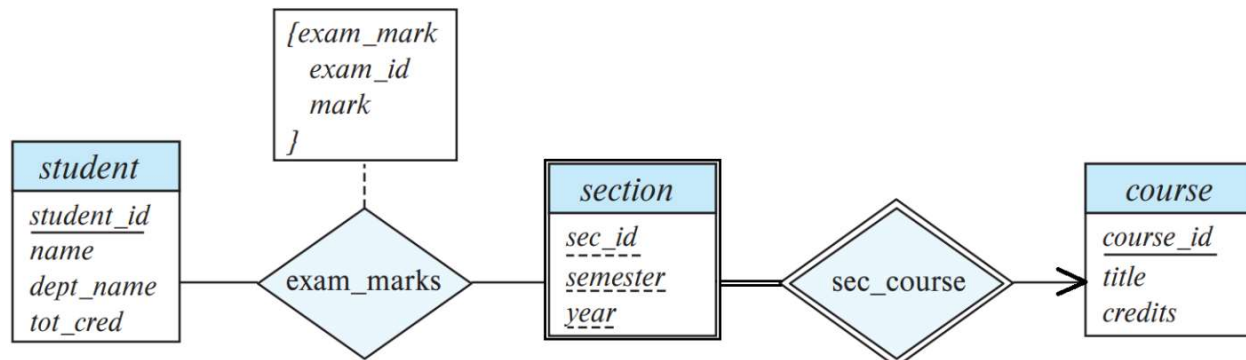 [exam_mark
exam_id
mark
]
student
student_id
name
dept_name
tot_cred
exam_marks
section
sec_id
semester
year
sec_course
course
course_id
title
credits